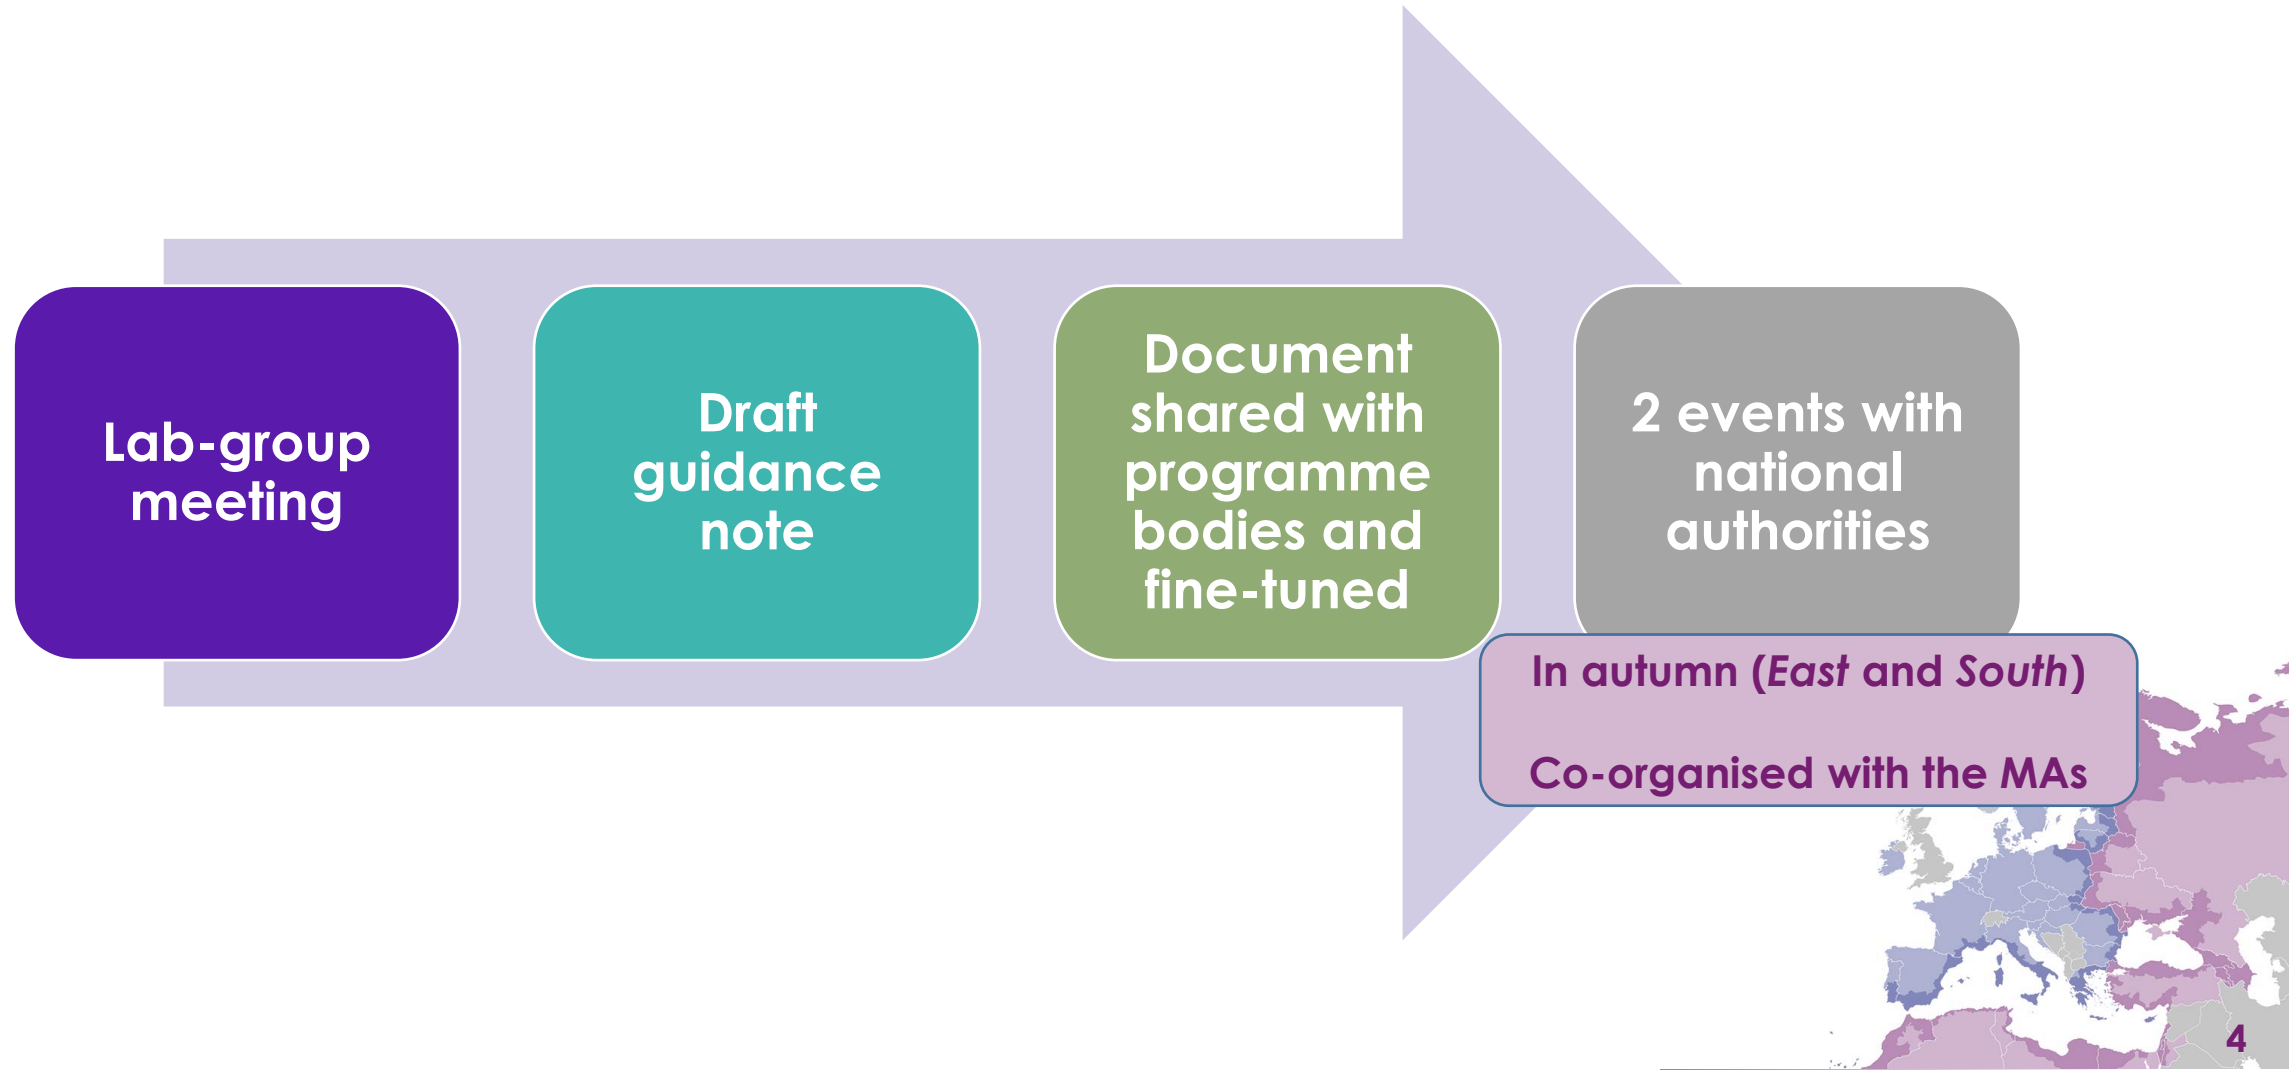 Lab-group
meeting
Draft
guidance
note
Document
shared with
programme
bodies and
fine-tuned
2 events with
national
authorities
In autumn (East and South)
Co-organised with the MAs
4